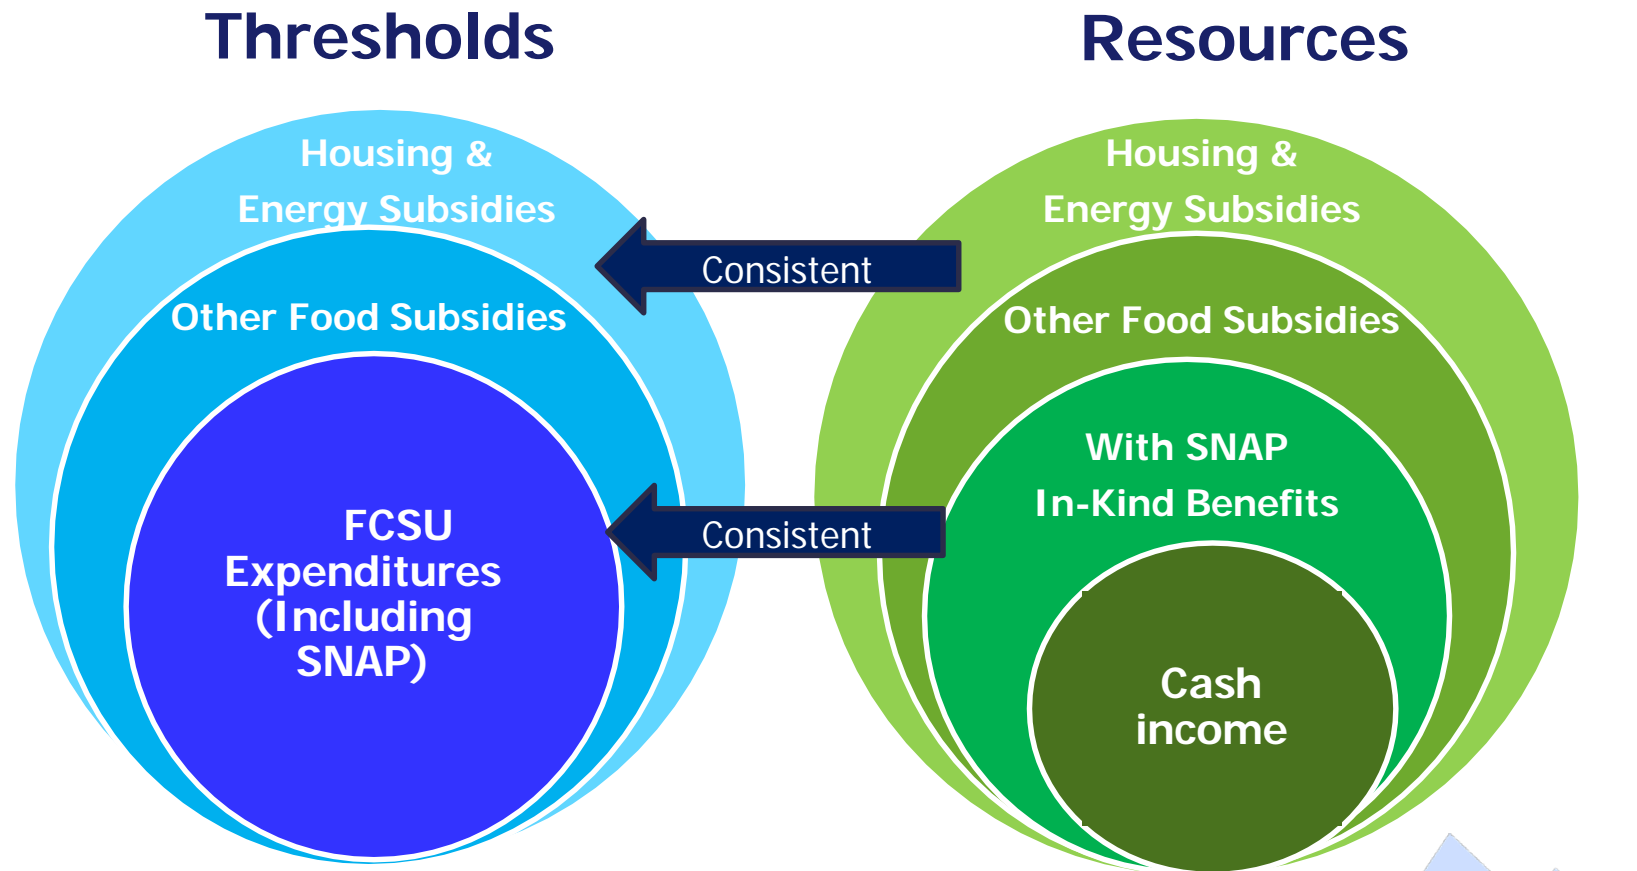 Thresholds
Housing &
Energy Subsidies
Other Food Subsidies
FCSU
Expenditures
(Including
SNAP)
Consistent
Consistent
Resources
Housing &
Energy Subsidies
Other Food Subsidies
With SNAP
In-Kind Benefits
Cash
income